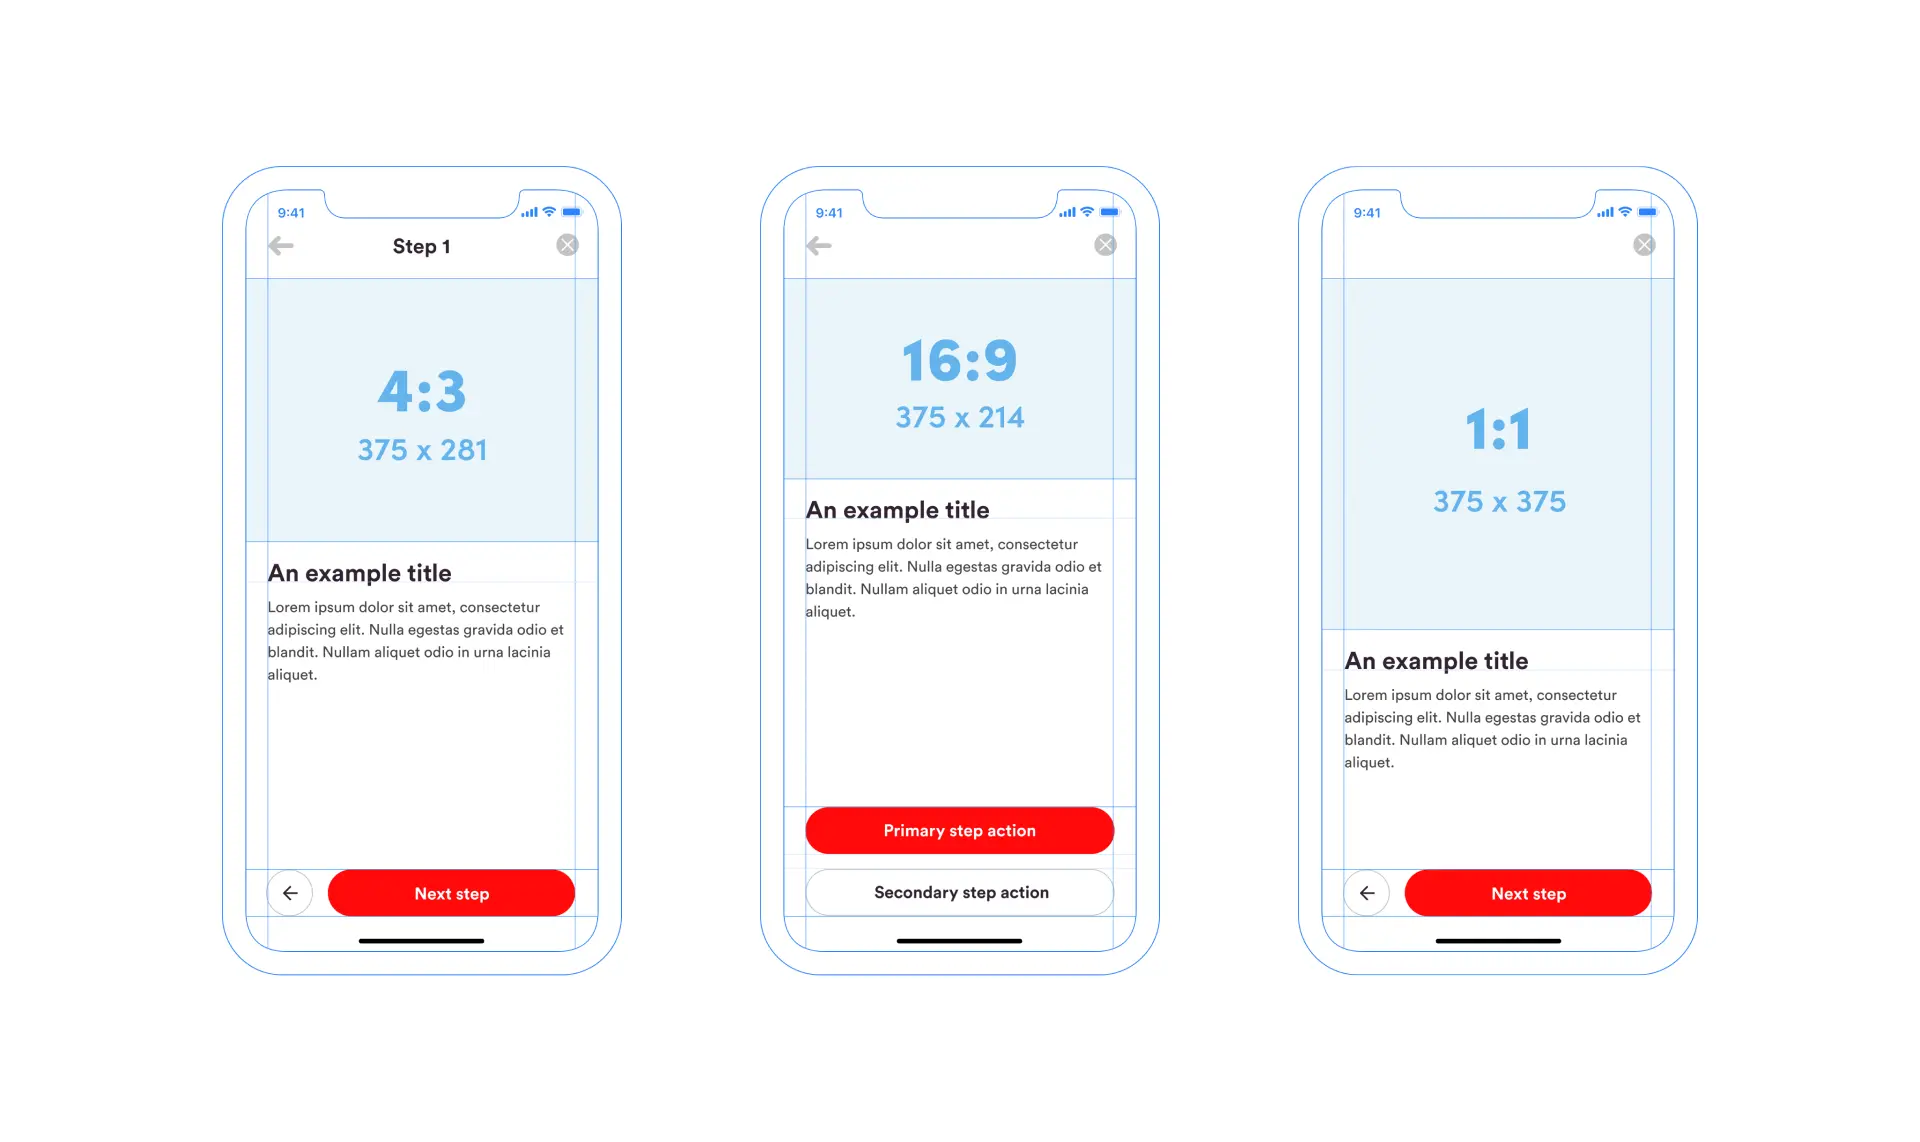 9:41
Step 1
4:3
375 x 281
An example title
Lorem ipsum dolor sit amet, consectetur
adipiscing elit. Nulla egestas gravida odio et
blandit. Nullam aliquet odio in urna lacinia
aliquet.
Next step
9:41
16:9
375 x 214
An example title
Lorem ipsum dolor sit amet, consectetur
adipiscing elit. Nulla egestas gravida odio et
blandit. Nullam aliquet odio in urna lacinia
aliquet.
Primary step action
Secondary step action
9:41
1:1
375 x 375
An example title
Lorem ipsum dolor sit amet, consectetur
adipiscing elit. Nulla egestas gravida odio et
blandit. Nullam aliquet odio in urna lacinia
aliquet.
Next step